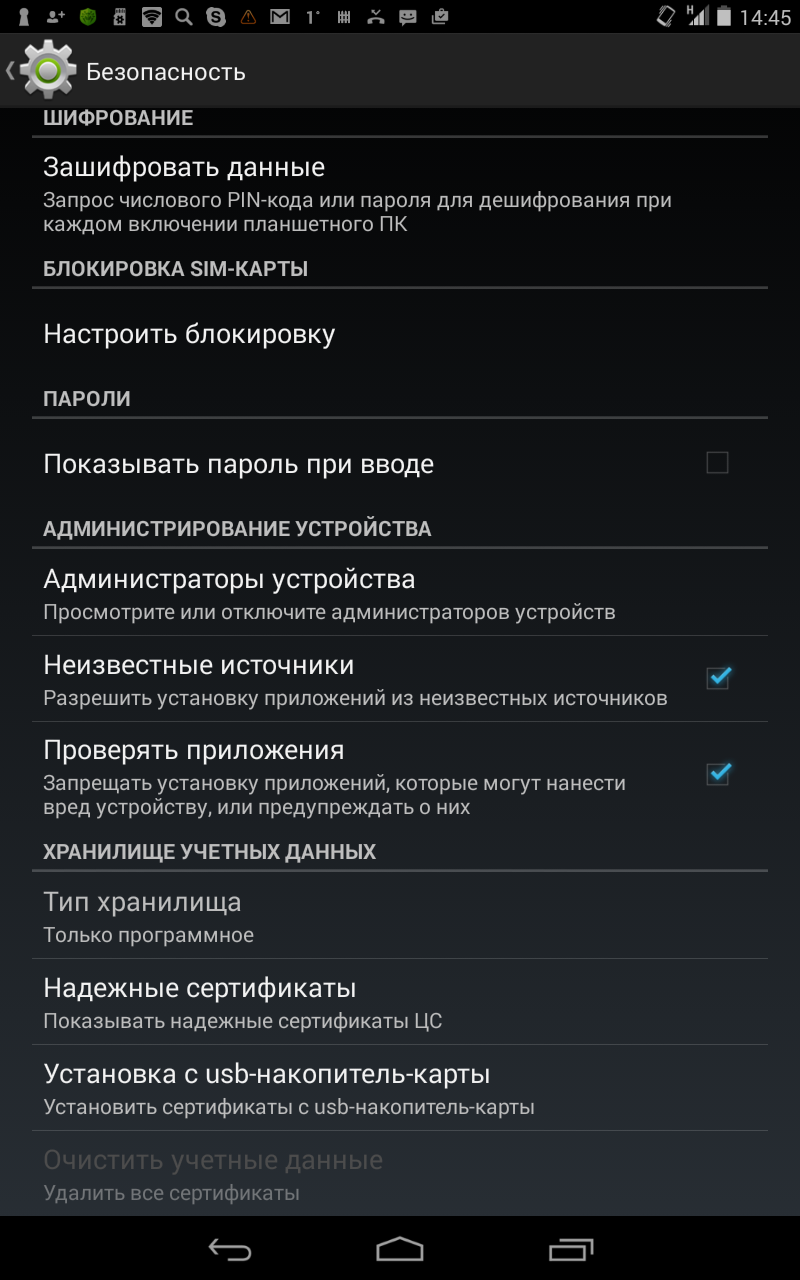 1°
H
14:45
Безопасность
ШИФРОВАНИЕ
Зашифровать данные
Запрос числового PIN-кода или пароля для дешифрования при
каждом включении планшетного ПК
БЛОКИРОВКА SIM-КАРТЫ
Настроить блокировку
ПАРОЛИ
Показывать пароль при вводе
АДМИНИСТРИРОВАНИЕ УСТРОЙСТВА
Администраторы устройства
Просмотрите или отключите администраторов устройств
Неизвестные источники
Разрешить установку приложений из неизвестных источников
Проверять приложения
Запрещать установку приложений, которые могут нанести
вред устройству, или предупреждать о них
ХРАНИЛИЩЕ УЧЕТНЫХ ДАННЫХ
Тип хранилища
Только программное
Надежные сертификаты
Показывать надежные сертификаты ЦС
Установка с usb-накопитель-карты
Установить сертификаты с usb-накопитель-карты
Очистить учетные данные
Удалить все сертификаты